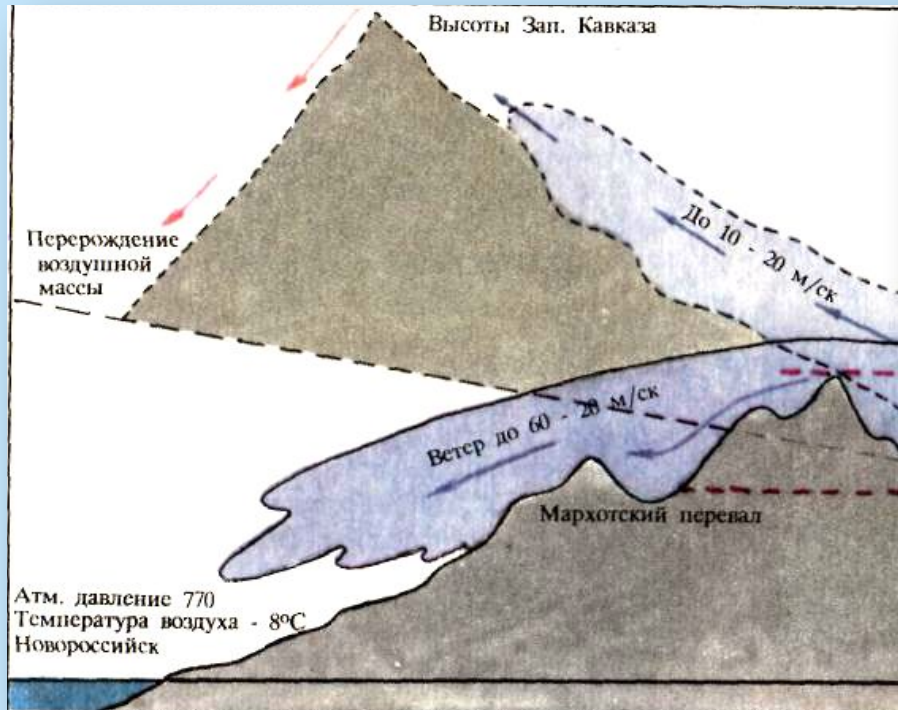 Высоты Зап. Кавказа
До 10 - 20 м/ск
Перерождение
воздушной
массы
Ветер до 60 - 20 м/ск
Мархотский перевал
Атм. давление 770
Температура воздуха - 8°С
Новороссийск